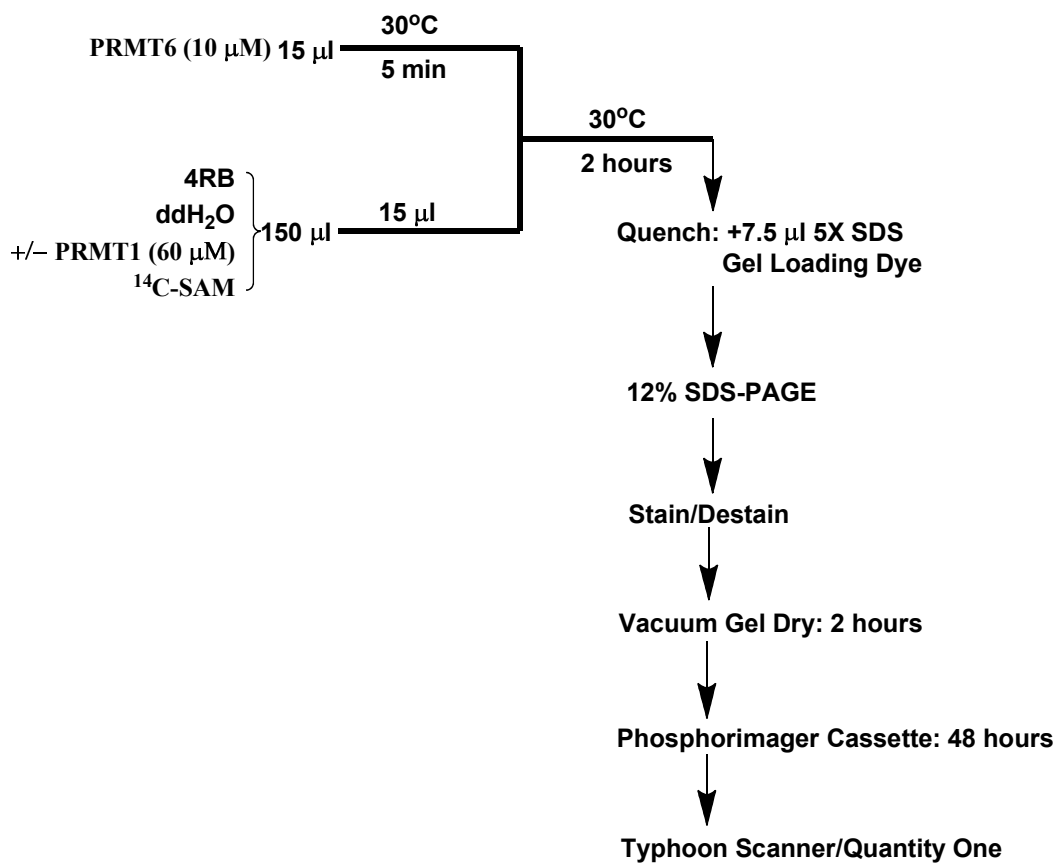 PRMT6 (10 μM) 15 μl
30°C
5 min
30°C
2 hours
4RB
ddH₂O
+/− PRMT1 (60 μM)
¹⁴C-SAM
150 μl
15 μl
Quench: +7.5 μl 5X SDS
Gel Loading Dye
12% SDS-PAGE
Stain/Destain
Vacuum Gel Dry: 2 hours
Phosphorimager Cassette: 48 hours
Typhoon Scanner/Quantity One